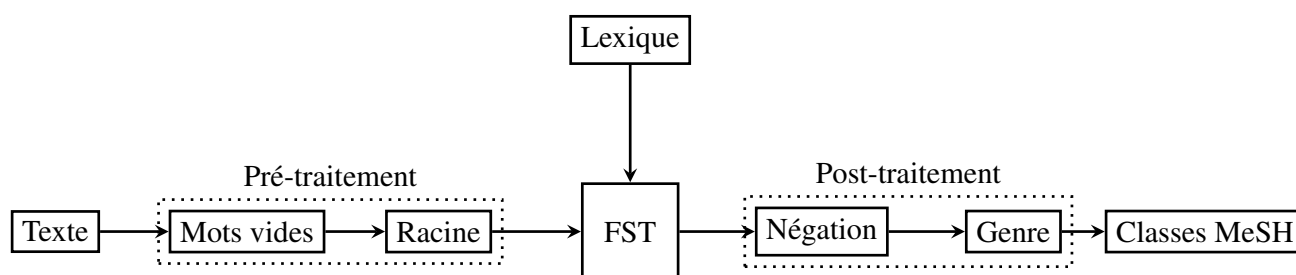 Lexique
Pré-traitement
Post-traitement
Texte
Mots vides
Racine
FST
Négation
Genre
Classes MeSH